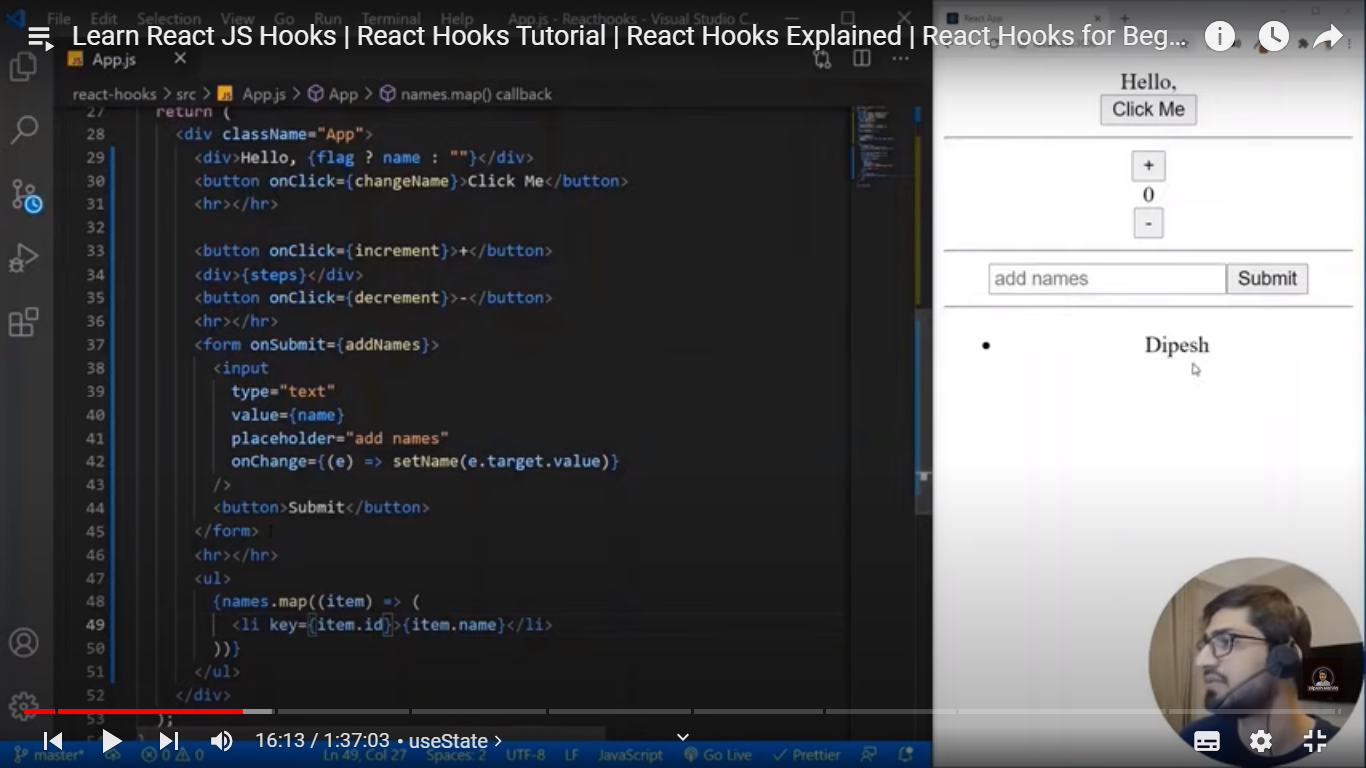 File Edit Selection View Go Run Terminal Help App.js - Reacthooks - Visual Studio C...
React App
Learn React JS Hooks | React Hooks Tutorial | React Hooks Explained | React Hooks for Beg...
App.js
react-hooks > src > App.js > App > names.map() callback
27 return (
28 <div className="App">
29 <div>Hello, {flag ? name : ""}</div>
30 <button onClick={changeName}>Click Me</button>
31 <hr></hr>
32
33 <button onClick={increment}>+</button>
34 <div>{steps}</div>
35 <button onClick={decrement}>-</button>
36 <hr></hr>
37 <form onSubmit={addNames}>
38 <input
39 type="text"
40 value={name}
41 placeholder="add names"
42 onChange={(e) => setName(e.target.value)}
43 />
44 <button>Submit</button>
45 </form>
46 <hr></hr>
47 <ul>
48 {names.map((item) => (
49 <li key={item.id}>{item.name}</li>
50 ))}
51 </ul>
52 </div>
53 );
Hello,
Click Me
+
0
-
add names
Submit
Dipesh
16:13 / 1:37:03 • useState >
master* 0 0 Ln 49, Col 27 Spaces: 2 UTF-8 LF JavaScript Go Live Prettier